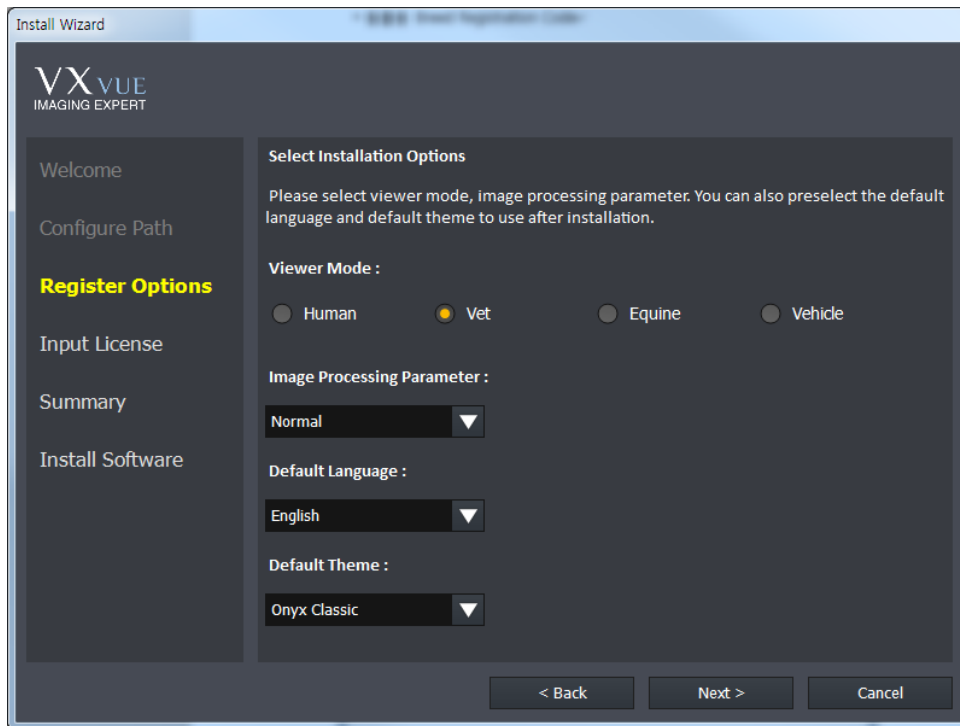 Install Wizard
VXVUE
IMAGING EXPERT
Welcome
Configure Path
Register Options
Input License
Summary
Install Software
Select Installation Options
Please select viewer mode, image processing parameter. You can also preselect the default
language and default theme to use after installation.
Viewer Mode :
Human Vet Equine Vehicle
Image Processing Parameter :
Normal
Default Language :
English
Default Theme :
Onyx Classic
< Back Next > Cancel